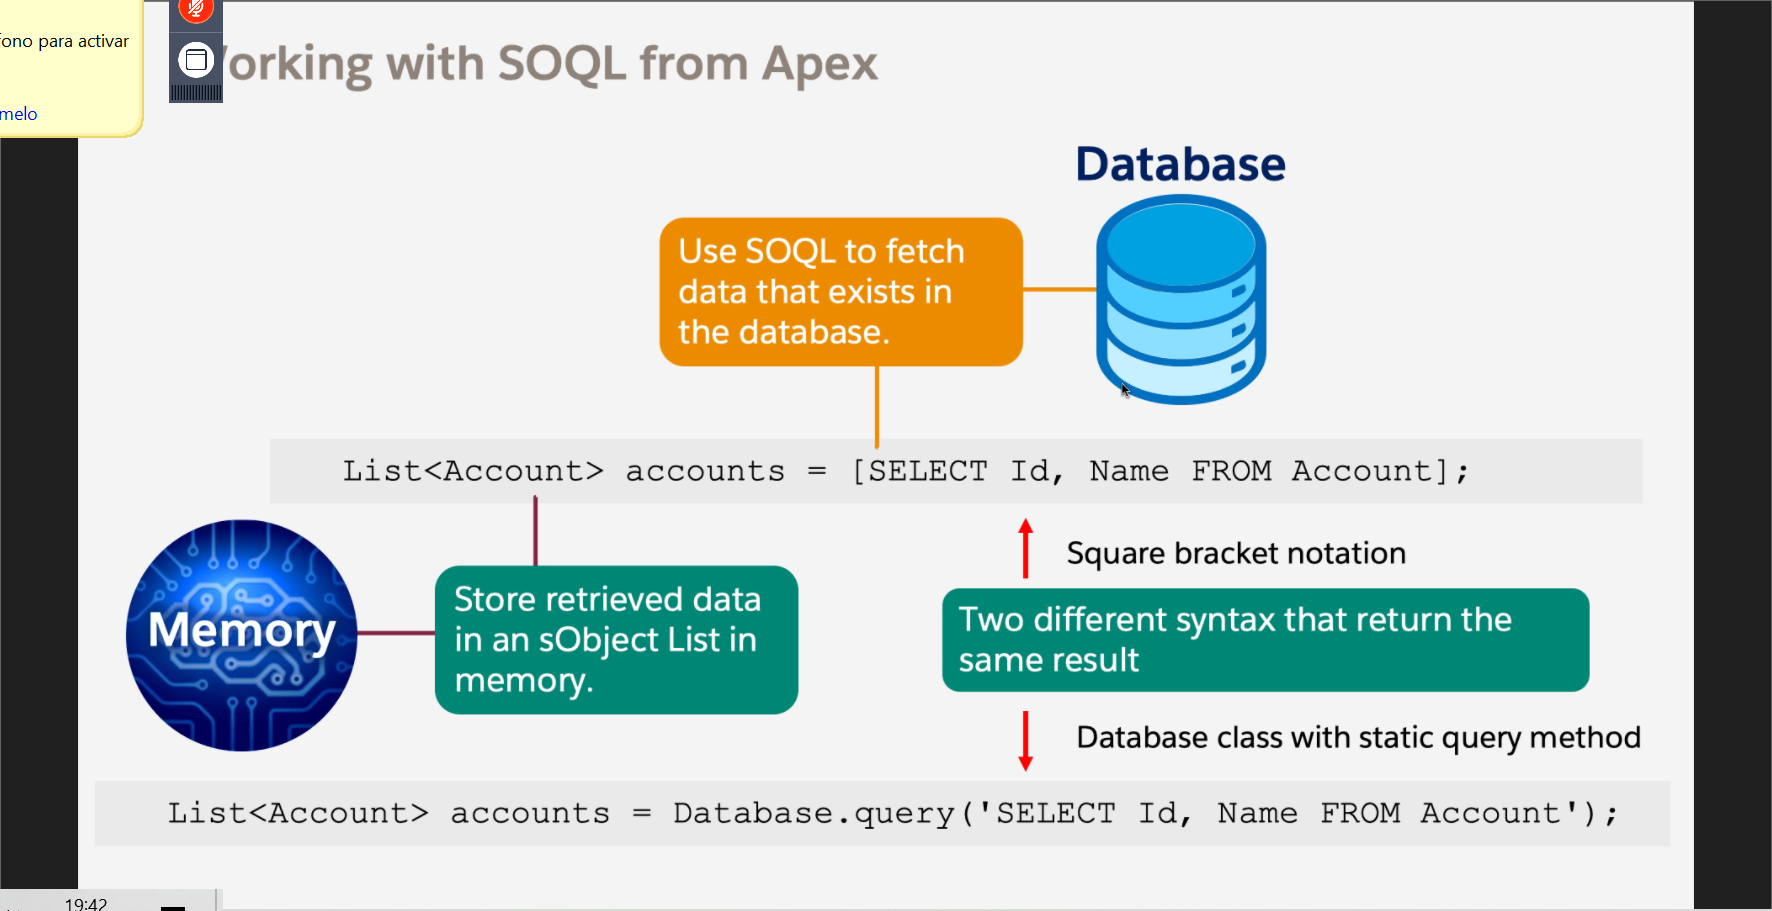 fono para activar
melo
orking with SOQL from Apex
Database
Use SOQL to fetch
data that exists in
the database.
List<Account> accounts = [SELECT Id, Name FROM Account];
Square bracket notation
Memory
Store retrieved data
in an sObject List in
memory.
Two different syntax that return the
same result
Database class with static query method
List<Account> accounts = Database.query('SELECT Id, Name FROM Account');
19:42